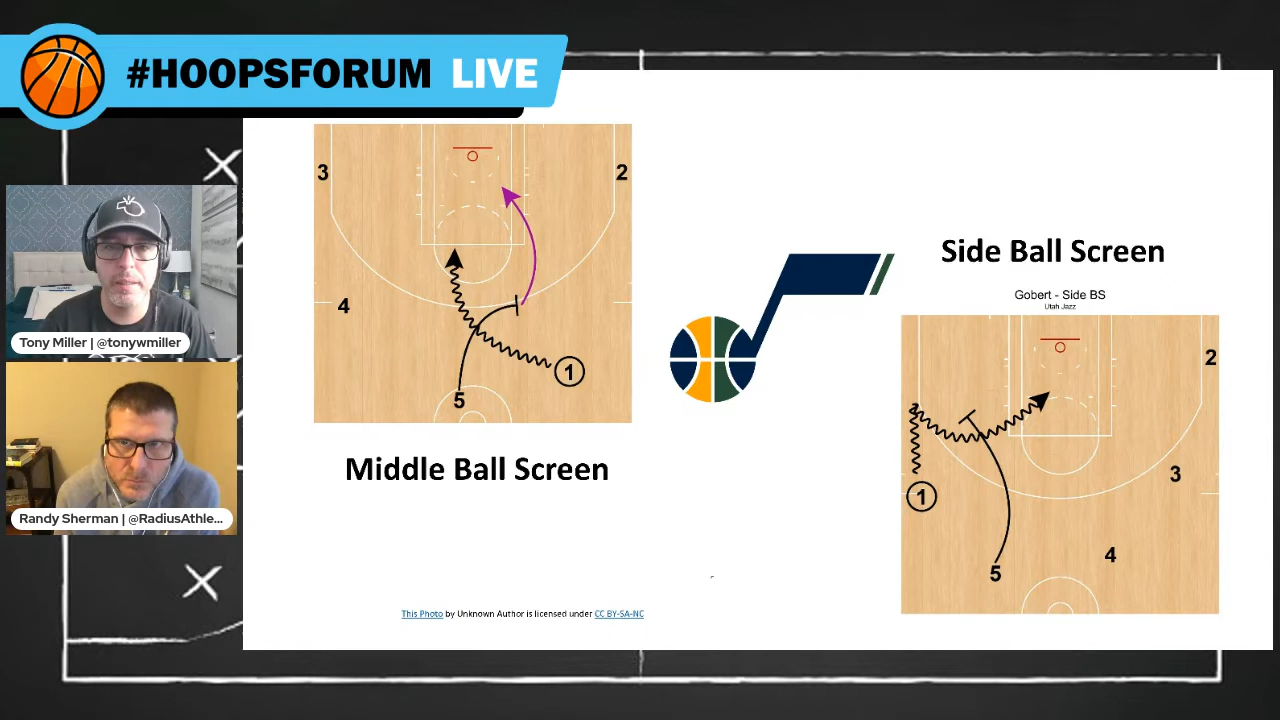 #HOOPSFORUM LIVE
Tony Miller | @tonywmiller
Randy Sherman | @RadiusAthle...
3
2
4
1
5
Middle Ball Screen
This Photo by Unknown Author is licensed under CC BY-SA-NC
Side Ball Screen
Gobert - Side BS
Utah Jazz
2
3
1
4
5